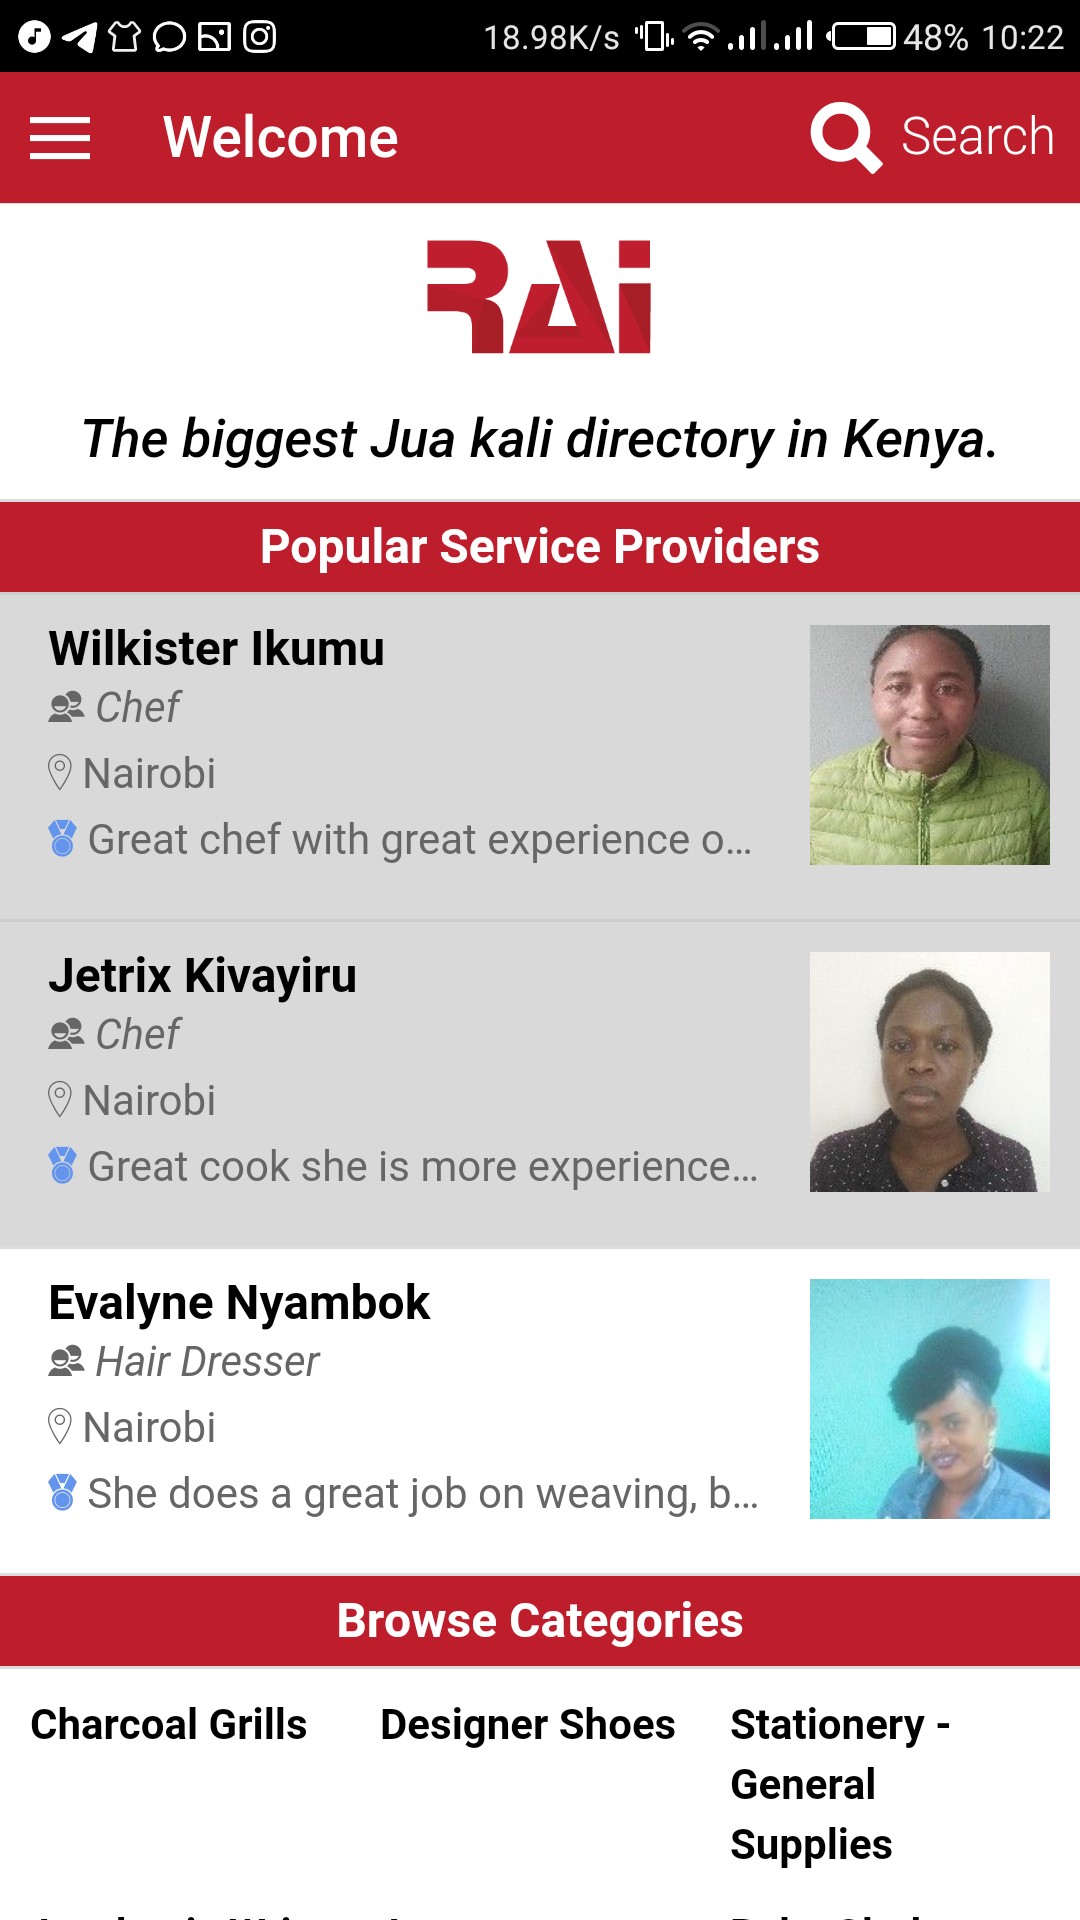 18.98K/s 48% 10:22
Welcome Search
RAi
The biggest Jua kali directory in Kenya.
Popular Service Providers
Wilkister Ikumu
Chef
Nairobi
Great chef with great experience o...
Jetrix Kivayiru
Chef
Nairobi
Great cook she is more experience...
Evalyne Nyambok
Hair Dresser
Nairobi
She does a great job on weaving, b...
Browse Categories
Charcoal Grills Designer Shoes Stationery -
General
Supplies